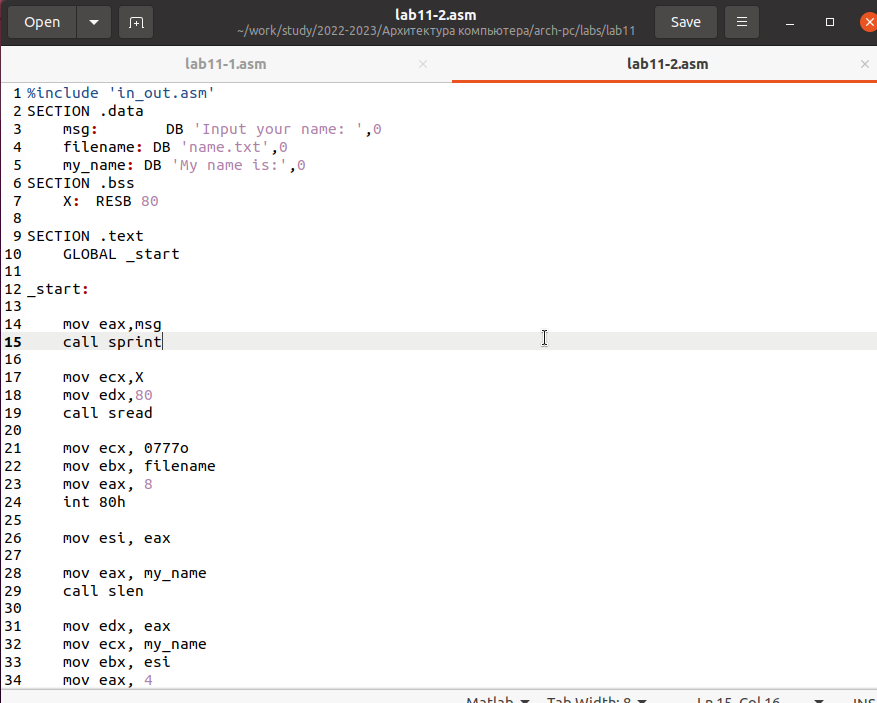 Open
lab11-2.asm
~/work/study/2022-2023/Архитектура компьютера/arch-pc/labs/lab11
Save
lab11-1.asm
lab11-2.asm
1 %include 'in_out.asm'
2 SECTION .data
3     msg:        DB 'Input your name: ',0
4     filename: DB 'name.txt',0
5     my_name: DB 'My name is:',0
6 SECTION .bss
7     X:  RESB 80
8
9 SECTION .text
10     GLOBAL _start
11
12 _start:
13
14     mov eax,msg
15     call sprint
16
17     mov ecx,X
18     mov edx,80
19     call sread
20
21     mov ecx, 0777o
22     mov ebx, filename
23     mov eax, 8
24     int 80h
25
26     mov esi, eax
27
28     mov eax, my_name
29     call slen
30
31     mov edx, eax
32     mov ecx, my_name
33     mov ebx, esi
34     mov eax, 4
Matlab
Tab Width: 8
Ln 15, Col 16
INS